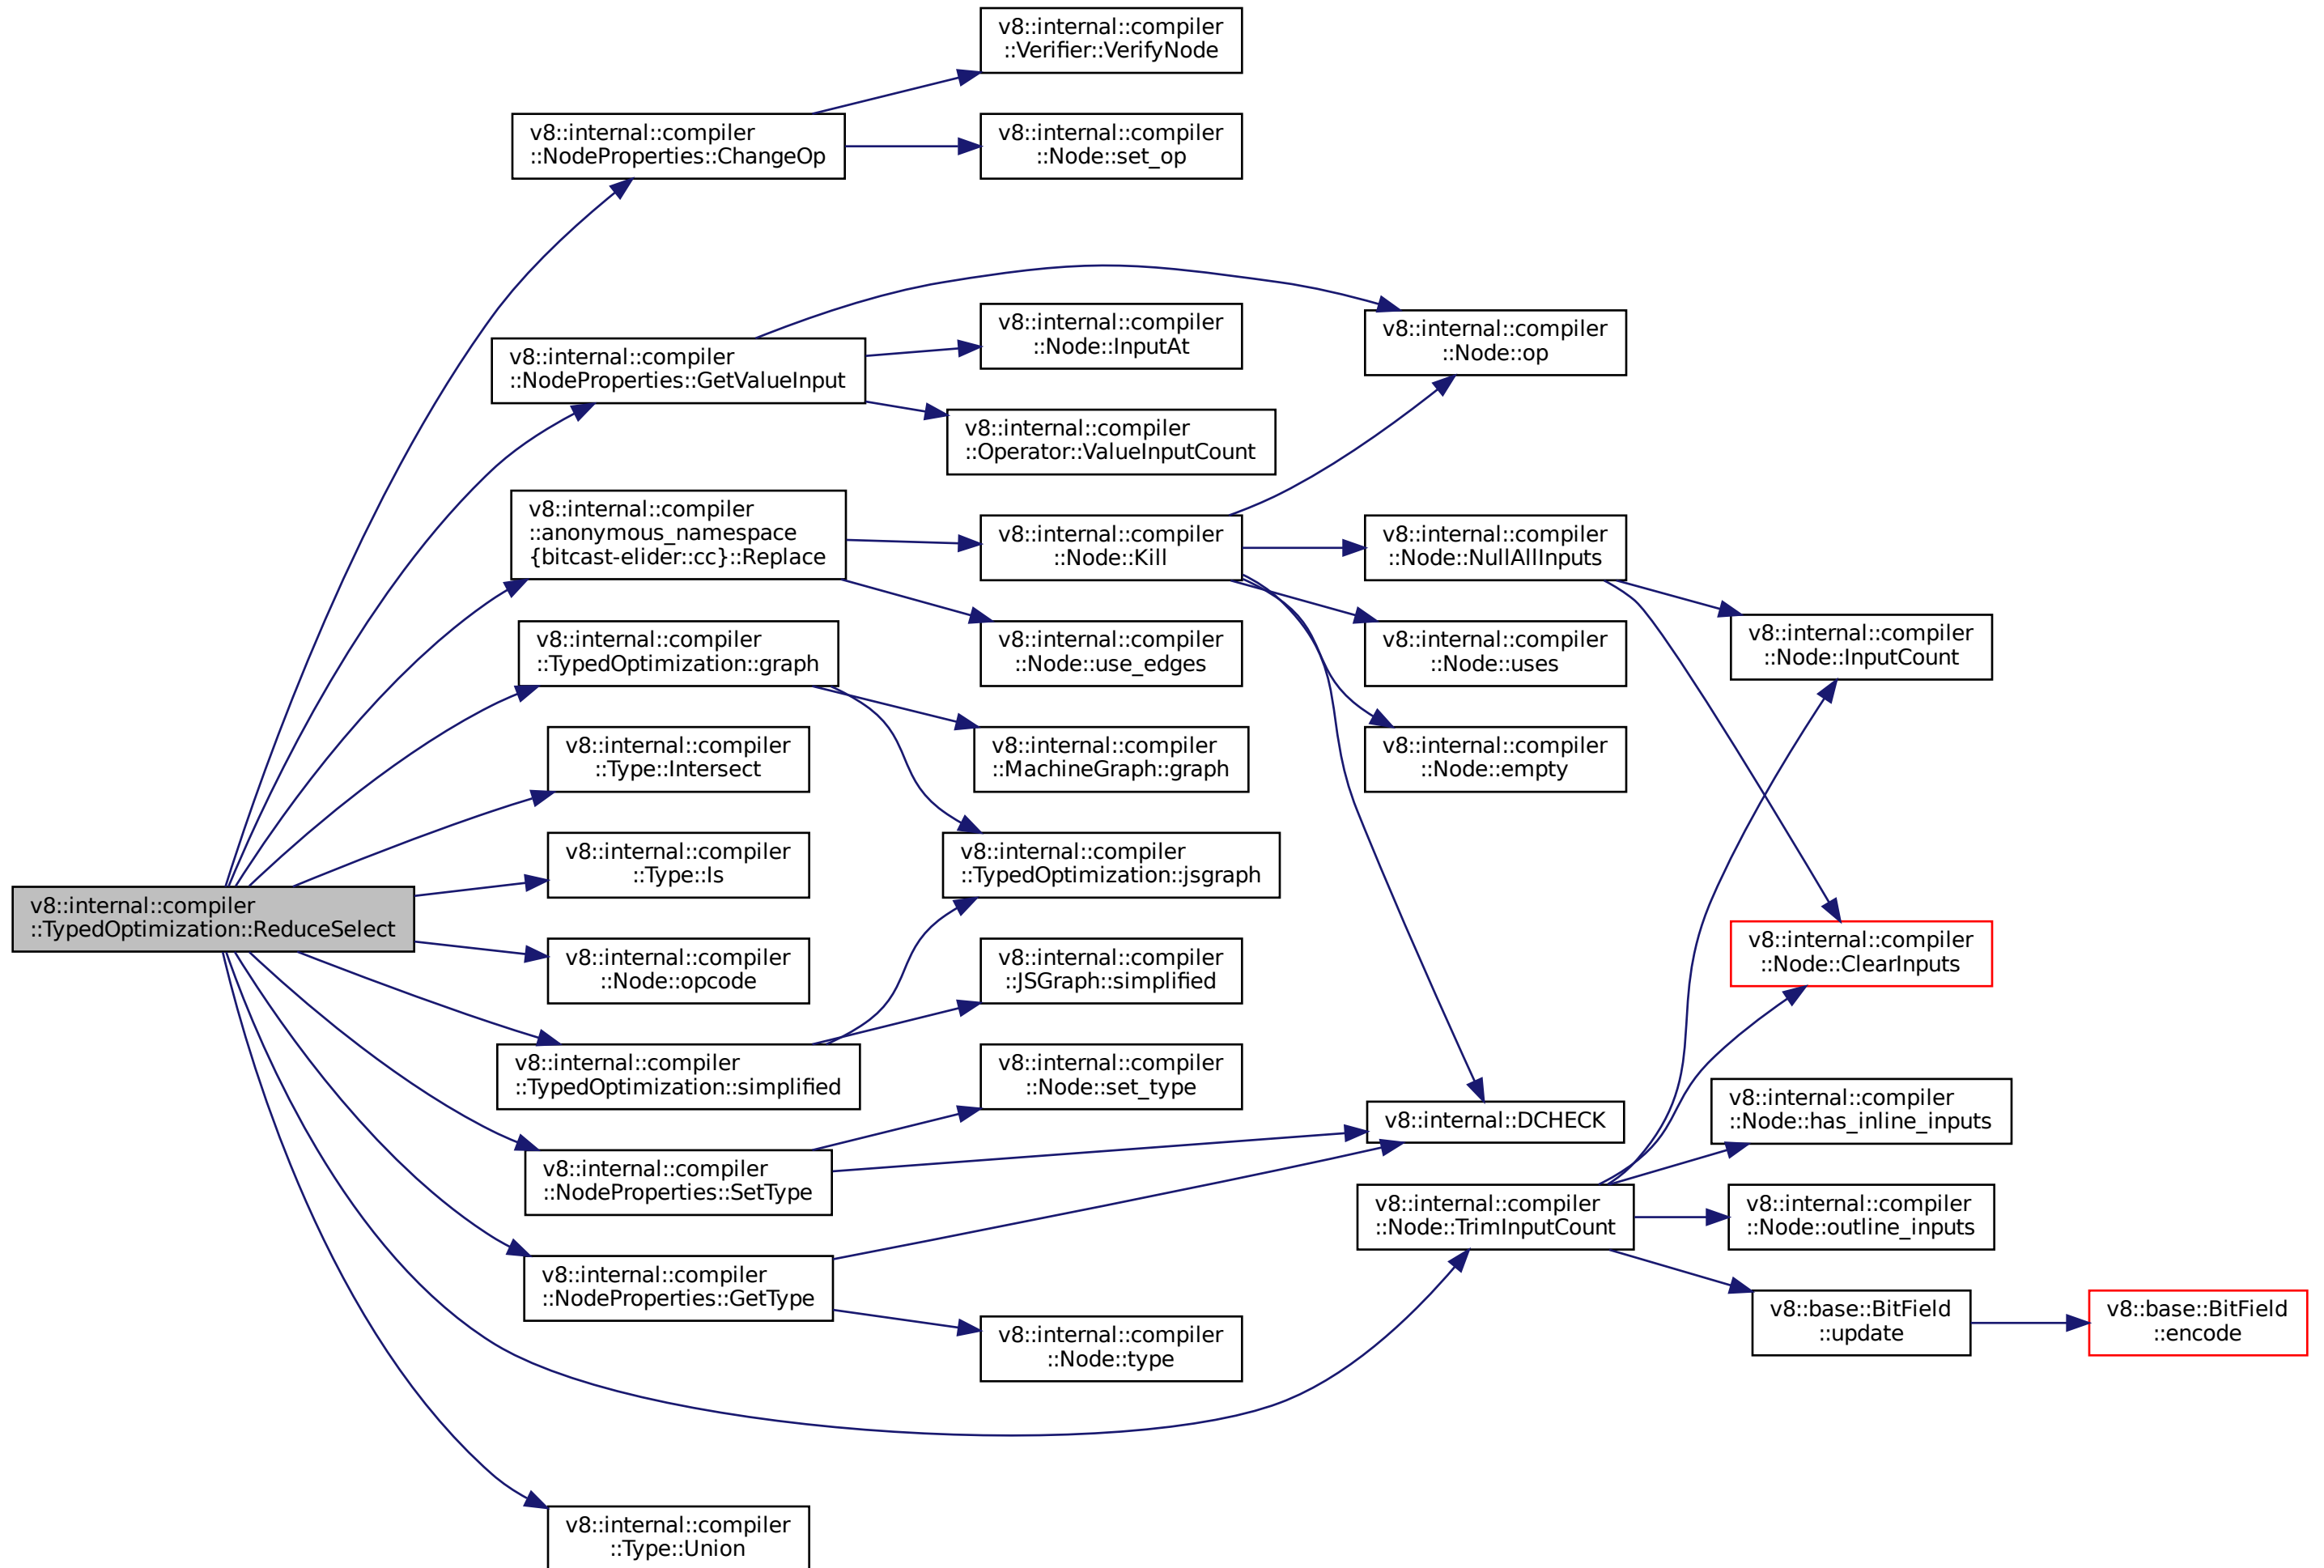 v8::internal::compiler
::Verifier::VerifyNode
v8::internal::compiler
::NodeProperties::ChangeOp
v8::internal::compiler
::Node::set_op
v8::internal::compiler
::NodeProperties::GetValueInput
v8::internal::compiler
::Node::InputAt
v8::internal::compiler
::Node::op
v8::internal::compiler
::Operator::ValueInputCount
v8::internal::compiler
::anonymous_namespace
{bitcast-elider::cc}::Replace
v8::internal::compiler
::Node::Kill
v8::internal::compiler
::Node::NullAllInputs
v8::internal::compiler
::TypedOptimization::graph
v8::internal::compiler
::Node::use_edges
v8::internal::compiler
::Node::uses
v8::internal::compiler
::Node::InputCount
v8::internal::compiler
::Type::Intersect
v8::internal::compiler
::MachineGraph::graph
v8::internal::compiler
::Node::empty
v8::internal::compiler
::Type::Is
v8::internal::compiler
::TypedOptimization::jsgraph
v8::internal::compiler
::TypedOptimization::ReduceSelect
v8::internal::compiler
::Node::opcode
v8::internal::compiler
::JSGraph::simplified
v8::internal::compiler
::Node::ClearInputs
v8::internal::compiler
::TypedOptimization::simplified
v8::internal::compiler
::Node::set_type
v8::internal::DCHECK
v8::internal::compiler
::Node::has_inline_inputs
v8::internal::compiler
::NodeProperties::SetType
v8::internal::compiler
::Node::TrimInputCount
v8::internal::compiler
::Node::outline_inputs
v8::internal::compiler
::NodeProperties::GetType
v8::internal::compiler
::Node::type
v8::base::BitField
::update
v8::base::BitField
::encode
v8::internal::compiler
::Type::Union